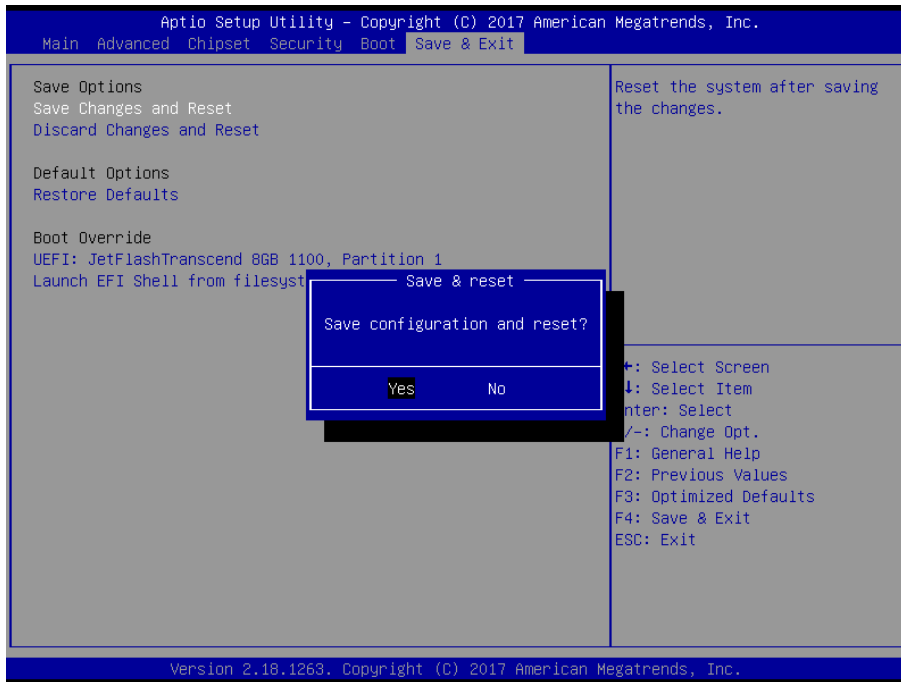 Aptio Setup Utility – Copyright (C) 2017 American Megatrends, Inc.
Main Advanced Chipset Security Boot Save & Exit
Save Options
Save Changes and Reset
Discard Changes and Reset
Default Options
Restore Defaults
Boot Override
UEFI: JetFlashTranscend 8GB 1100, Partition 1
Launch EFI Shell from filesyst
Reset the system after saving
the changes.
Save & reset
Save configuration and reset?
Yes No
: Select Screen
: Select Item
nter: Select
/-: Change Opt.
F1: General Help
F2: Previous Values
F3: Optimized Defaults
F4: Save & Exit
ESC: Exit
Version 2.18.1263. Copyright (C) 2017 American Megatrends, Inc.